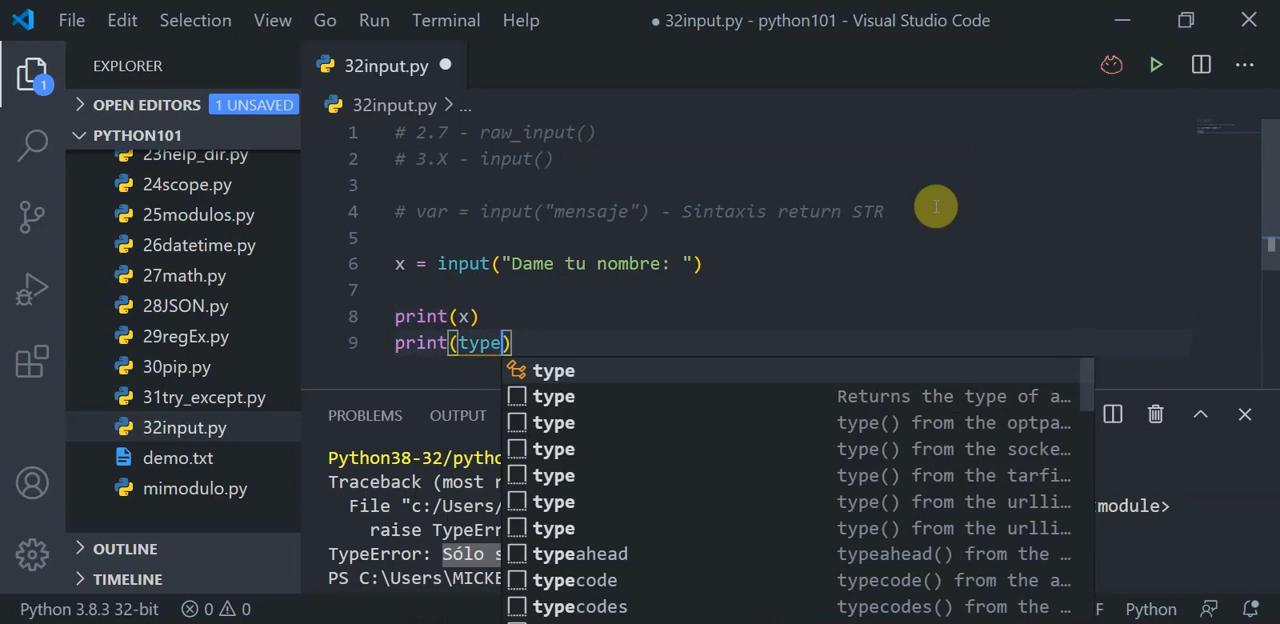 File Edit Selection View Go Run Terminal Help ● 32input.py - python101 - Visual Studio Code
EXPLORER
OPEN EDITORS 1 UNSAVED
PYTHON101
23help_dir.py
24scope.py
25modulos.py
26datetime.py
27math.py
28JSON.py
29regEx.py
30pip.py
31try_except.py
32input.py
demo.txt
mimodulo.py
OUTLINE
TIMELINE
1
32input.py
32input.py > ...
1 # 2.7 - raw_input()
2 # 3.X - input()
3
4 # var = input("mensaje") - Sintaxis return STR
5
6 x = input("Dame tu nombre: ")
7
8 print(x)
9 print(type)
type
type Returns the type of a…
type type() from the optpa…
type type() from the socke…
type type() from the tarfi…
type type() from the urlli…
type type() from the urlli…
typeahead typeahead() from the …
typecode typecode() from the a…
typecodes typecodes() from the …
PROBLEMS OUTPUT
Python38-32/pytho
Traceback (most r
File "c:/Users/ module>
raise TypeErr
TypeError: Sólo s
PS C:\Users\MICKE
Python 3.8.3 32-bit 0 0 F Python